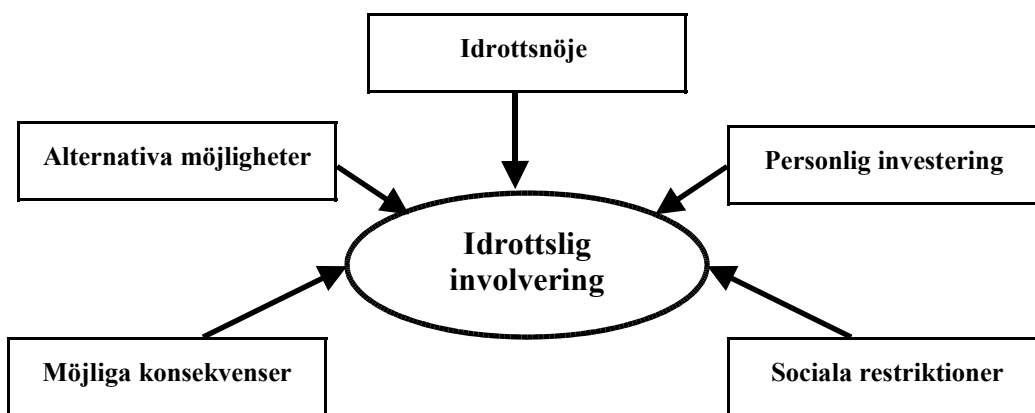 Idrottsnöje
Alternativa möjligheter
Personlig investering
Idrottslig
involvering
Möjliga konsekvenser
Sociala restriktioner